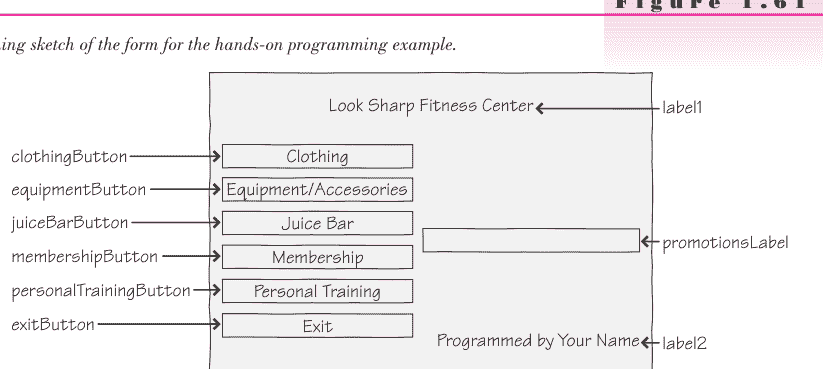 Figure 1.61
ing sketch of the form for the hands-on programming example.
Look Sharp Fitness Center
label1
clothingButton
Clothing
equipmentButton
Equipment/Accessories
juiceBarButton
Juice Bar
promotionsLabel
membershipButton
Membership
personalTrainingButton
Personal Training
exitButton
Exit
Programmed by Your Name
label2